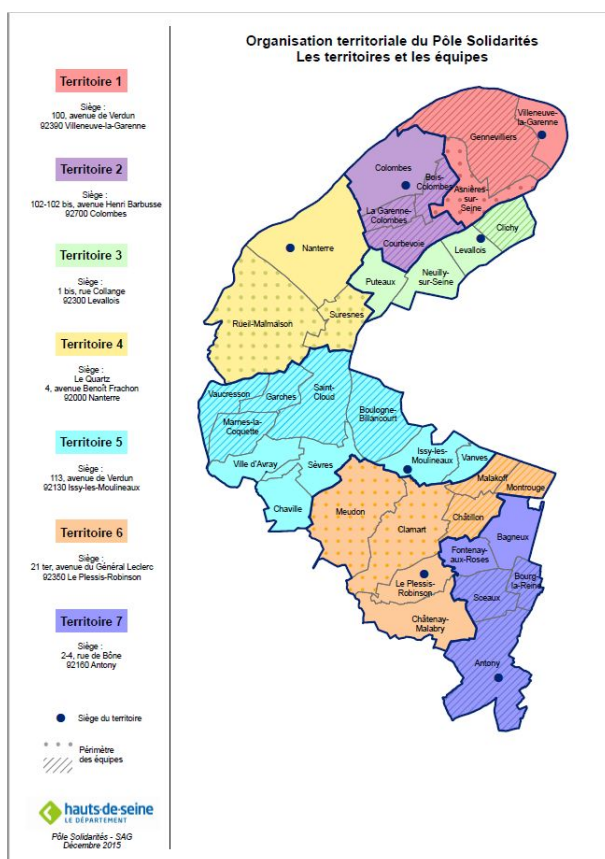 Organisation territoriale du Pôle Solidarités
Les territoires et les équipes
Territoire 1
Siège :
100, avenue de Verdun
92390 Villeneuve-la-Garenne
Territoire 2
Siège :
102-102 bis, avenue Henri Barbusse
92700 Colombes
Territoire 3
Siège :
1 bis, rue Collange
92300 Levallois
Territoire 4
Siège :
Le Quartz
4, avenue Benoît Frachon
92000 Nanterre
Territoire 5
Siège :
113, avenue de Verdun
92130 Issy-les-Moulineaux
Territoire 6
Siège :
21 ter, avenue du Général Leclerc
92350 Le Plessis-Robinson
Territoire 7
Siège :
2-4, rue de Bône
92160 Antony
Siège du territoire
Périmètre
des équipes
hauts-de-seine
LE DÉPARTEMENT
Pôle Solidarités - SAG
Décembre 2015
Villeneuve-
la-Garenne
Gennevilliers
Colombes
Bois-
Colombes
Asnières-
sur-
Seine
La Garenne-
Colombes
Clichy
Courbevoie
Levallois
Nanterre
Neuilly-
sur-Seine
Puteaux
Suresnes
Rueil-Malmaison
Saint-
Cloud
Vaucresson
Garches
Boulogne-
Billancourt
Marnes-la-
Coquette
Issy-les-
Moulineaux
Vanves
Ville d'Avray
Sèvres
Malakoff
Montrouge
Chaville
Meudon
Châtillon
Clamart
Bagneux
Fontenay-
aux-Roses
Bourg-
la-Reine
Le Plessis-
Robinson
Sceaux
Châtenay-
Malabry
Antony